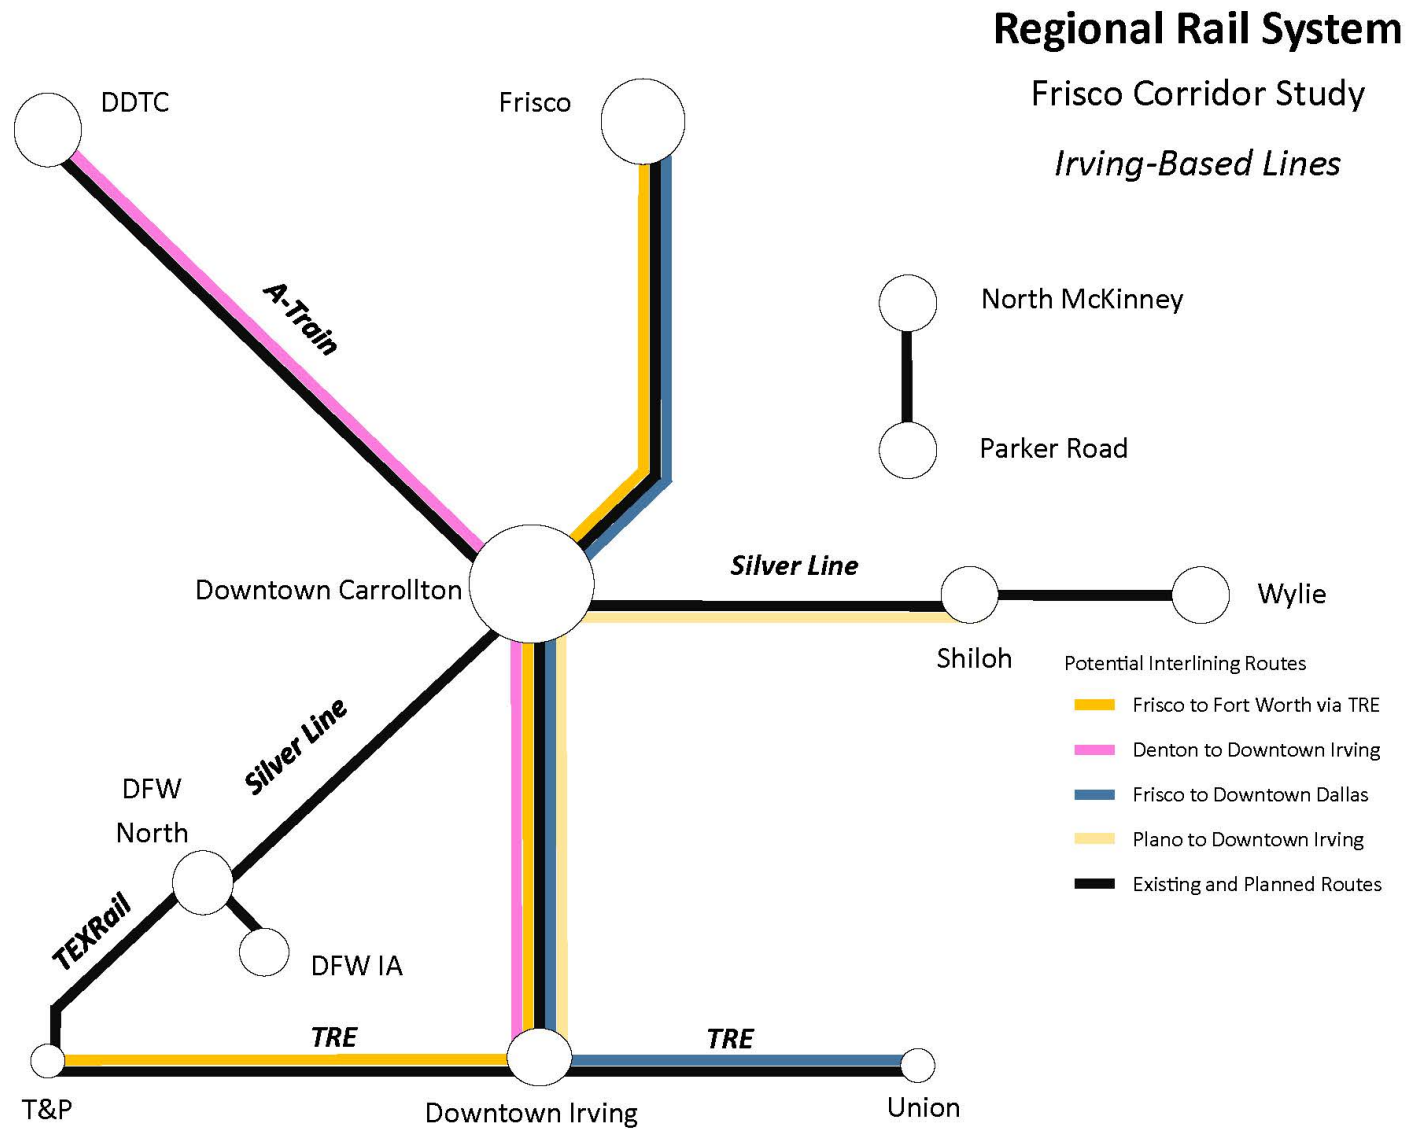 Regional Rail System
Frisco Corridor Study
Irving-Based Lines
DDTC
Frisco
A-Train
North McKinney
Parker Road
Downtown Carrollton
Silver Line
Shiloh
Wylie
Silver Line
DFW
North
TEXRail
DFW IA
TRE
TRE
T&P
Downtown Irving
Union
Potential Interlining Routes
Frisco to Fort Worth via TRE
Denton to Downtown Irving
Frisco to Downtown Dallas
Plano to Downtown Irving
Existing and Planned Routes